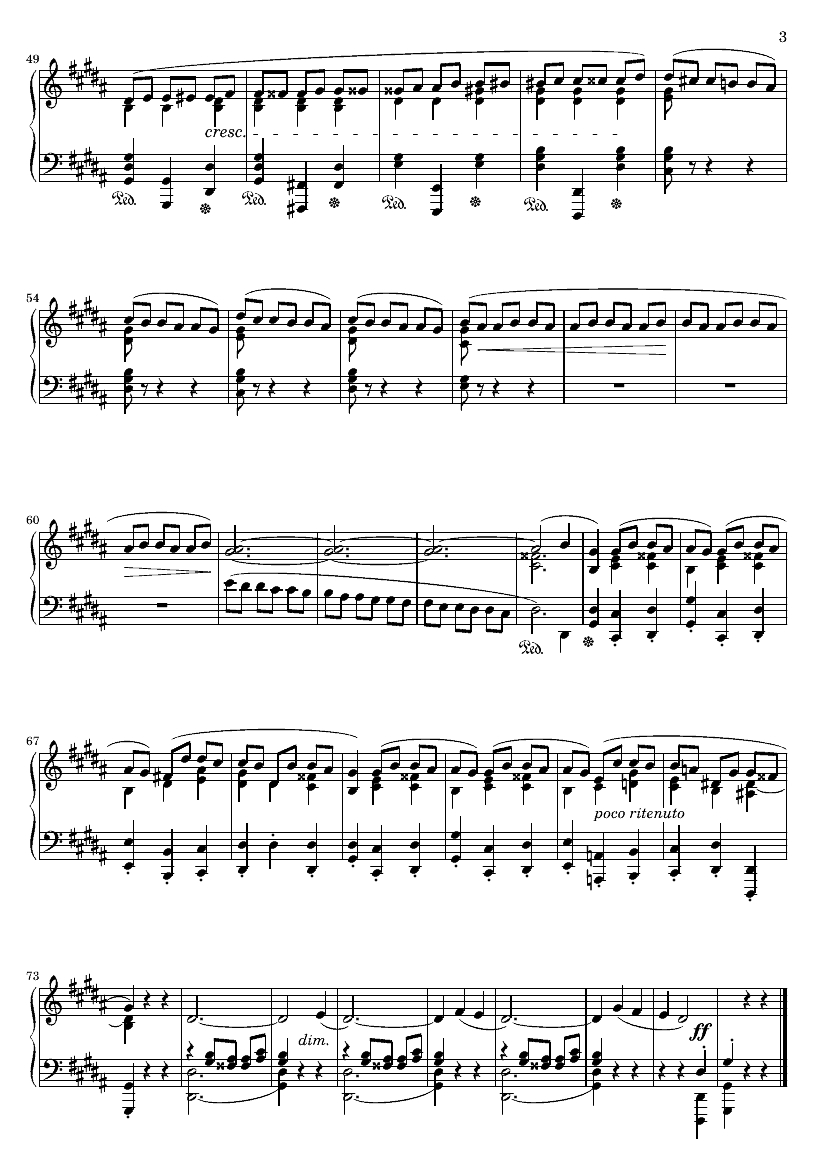 3
49
cresc.
Ped. Ped. Ped. Ped.
54
60
Ped.
67
poco ritenuto
73
dim.
ff